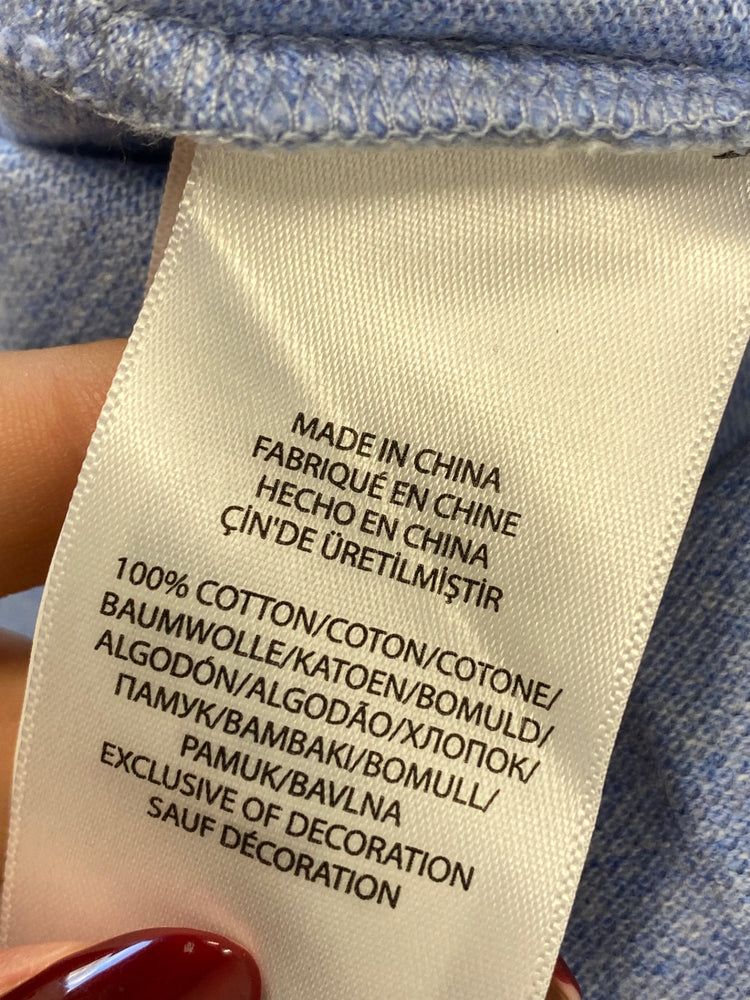 MADE IN CHINA
FABRIQUÉ EN CHINE
HECHO EN CHINA
ÇİN'DE ÜRETİLMİŞTİR
100% COTTON/COTON/COTONE/
BAUMWOLLE/KATOEN/BOMULD/
ALGODÓN/ALGODÃO/ХЛОПОК/
ПАМУК/BAMBAKI/BOMULL/
PAMUK/BAVLNA
EXCLUSIVE OF DECORATION
SAUF DÉCORATION